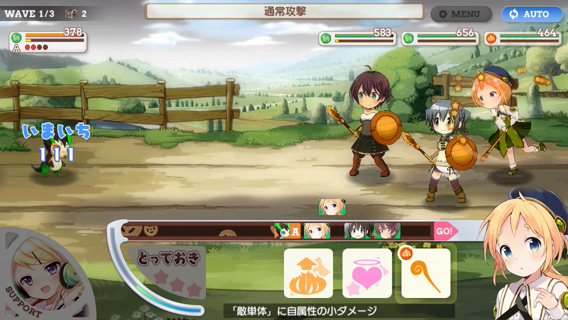 WAVE 1/3
2
通常攻撃
MENU
AUTO
378
A
583
656
464
いまいち
111
A
GO!
とっておき
SUPPORT
「敵単体」に自属性の小ダメージ